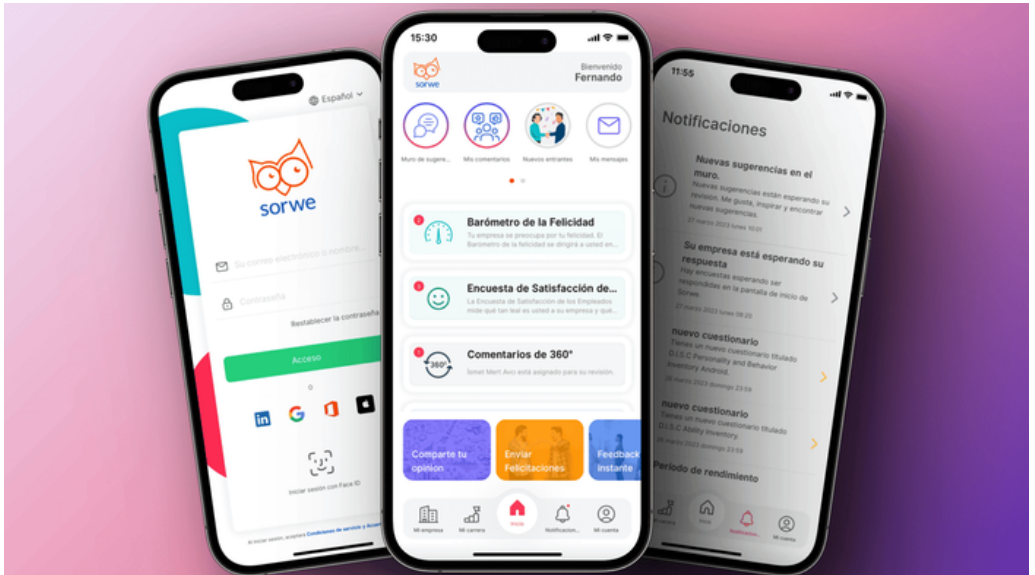 Español
sorwe
Su correo electrónico o nombre...
Contraseña
Restablecer la contraseña
Acceso
o
in
G
Iniciar sesión con Face ID
Al iniciar sesión, aceptara Condiciones de servicio y
15:30
sorwe
Bienvenido
Fernando
Muro de sugere...
Mis comentarios
Nuevos entrantes
Mis mensajes
Barómetro de la Felicidad
Tu empresa se preocupa por tu felicidad. El
Barómetro de la felicidad se dirigirá a usted en...
Encuesta de Satisfacción de...
La Encuesta de Satisfacción de los Empleados
mide qué tan leal es usted a su empresa y qué...
360°
Comentarios de 360°
İsmet Mert Avcı está asignado para su revisión.
Comparte tu
opinion
Enviar
Felicitaciones
Feedback
instante
Mi empresa
Mi carrera
Inicio
Notificacion...
Mi cuenta
11:55
Notificaciones
Nuevas sugerencias en el
muro.
Nuevas sugerencias están esperando su
revisión. Me gusta, inspirar y encontrar
nuevas sugerencias.
27 marzo 2023 lunes 10:01
Su empresa está esperando su
respuesta
Hay encuestas esperando ser
respondidas en la pantalla de inicio de
Sorwe.
27 marzo 2023 lunes 08:20
nuevo cuestionario
Tienes un nuevo cuestionario titulado
D.I.S.C Personality and Behavior
Inventory Android.
26 marzo 2023 domingo 23:59
nuevo cuestionario
Tienes un nuevo cuestionario titulado
D.I.S.C Ability Inventory.
26 marzo 2023 domingo 23:59
Periodo de rendimiento
carrera
Inicio
Notificacion...
Mi cuenta